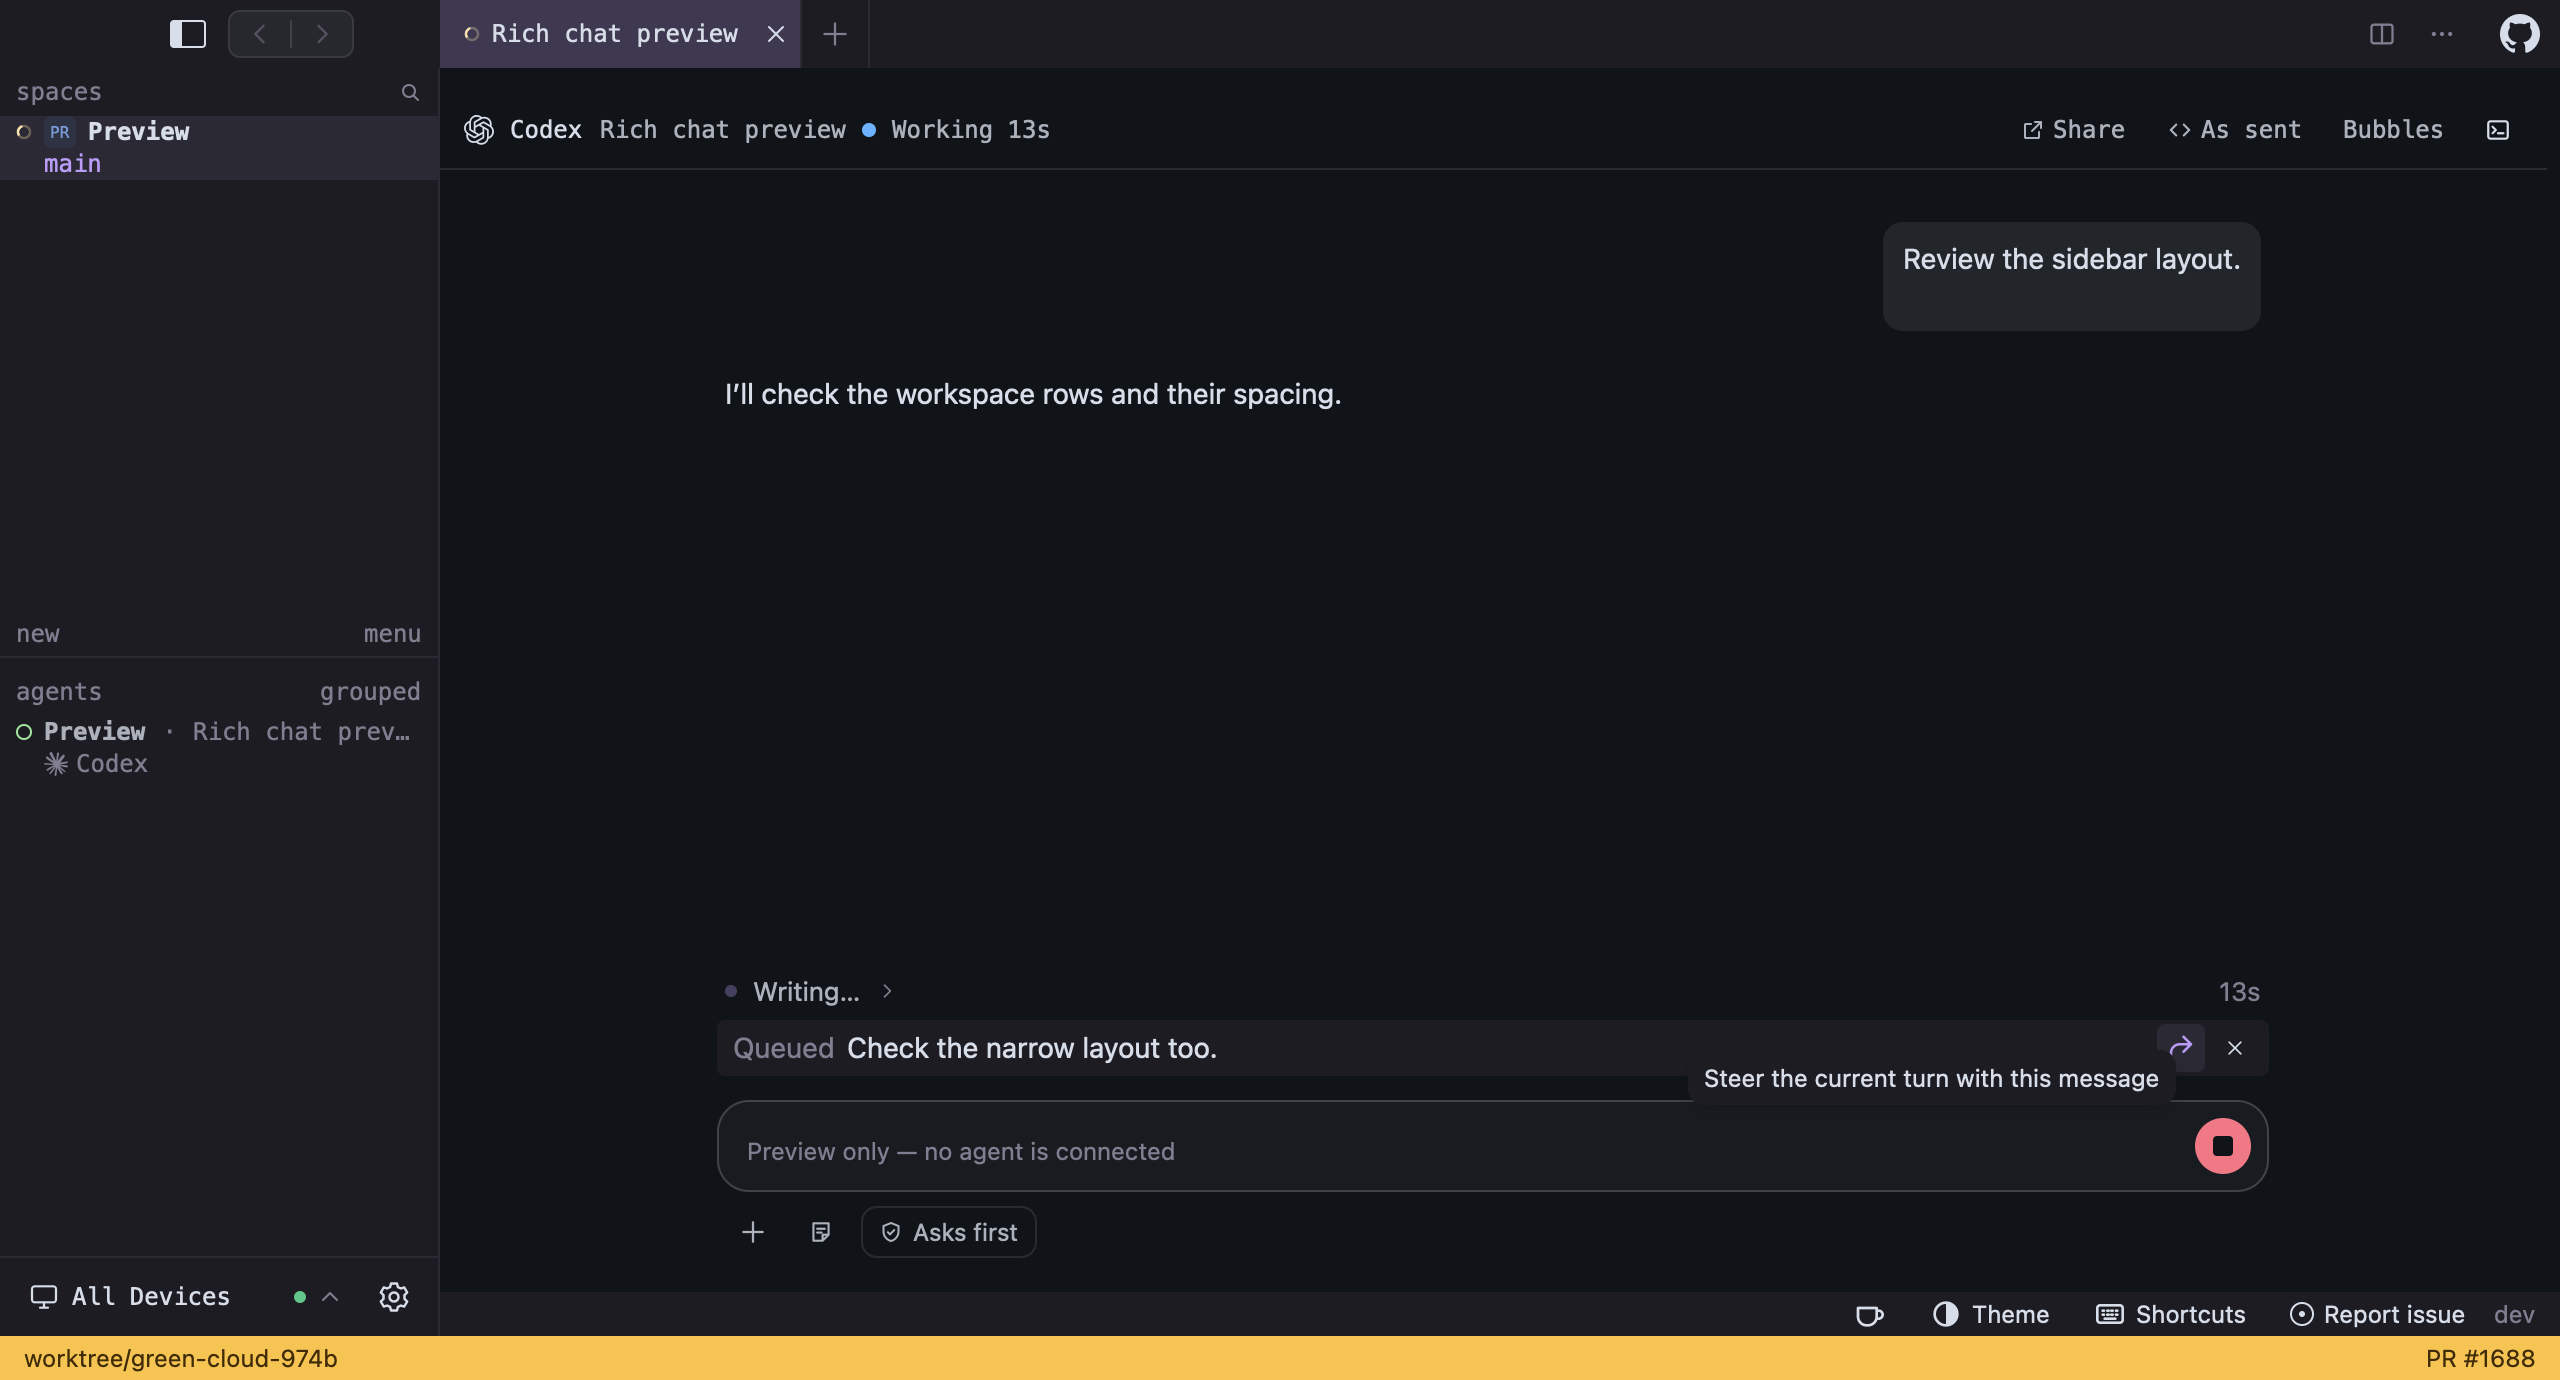 Rich chat preview
spaces
PR Preview
main
Codex Rich chat preview Working 13s
Share
As sent
Bubbles
Review the sidebar layout.
I’ll check the workspace rows and their spacing.
new
menu
agents
grouped
Preview · Rich chat prev…
Codex
Writing...
13s
Queued Check the narrow layout too.
Steer the current turn with this message
Preview only — no agent is connected
Asks first
All Devices
Theme
Shortcuts
Report issue
dev
worktree/green-cloud-974b
PR #1688